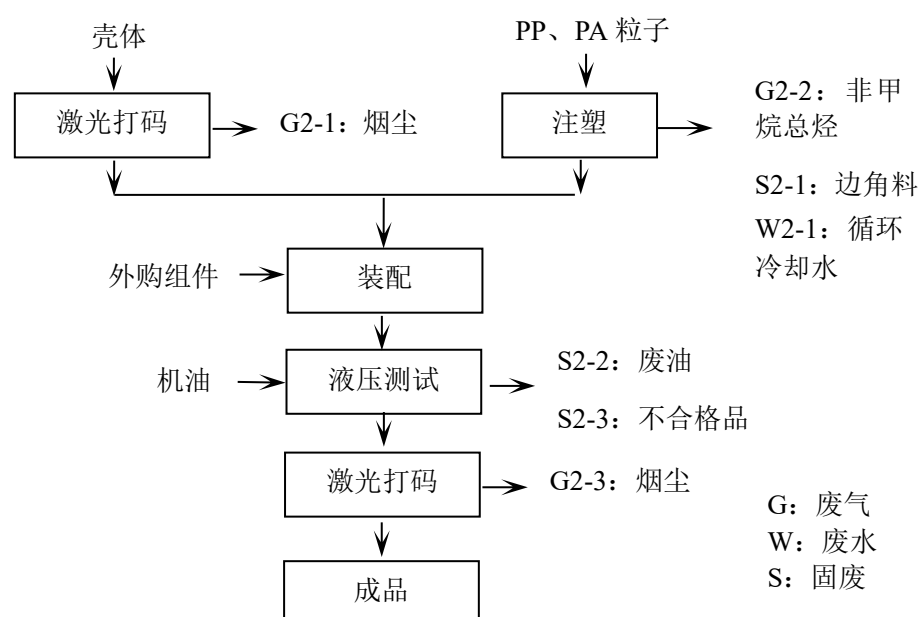 壳体
PP、PA 粒子
激光打码
G2-1：烟尘
注塑
G2-2：非甲
烷总烃
S2-1：边角料
W2-1：循环
冷却水
外购组件
装配
机油
液压测试
S2-2：废油
S2-3：不合格品
激光打码
G2-3：烟尘
G：废气
W：废水
S：固废
成品